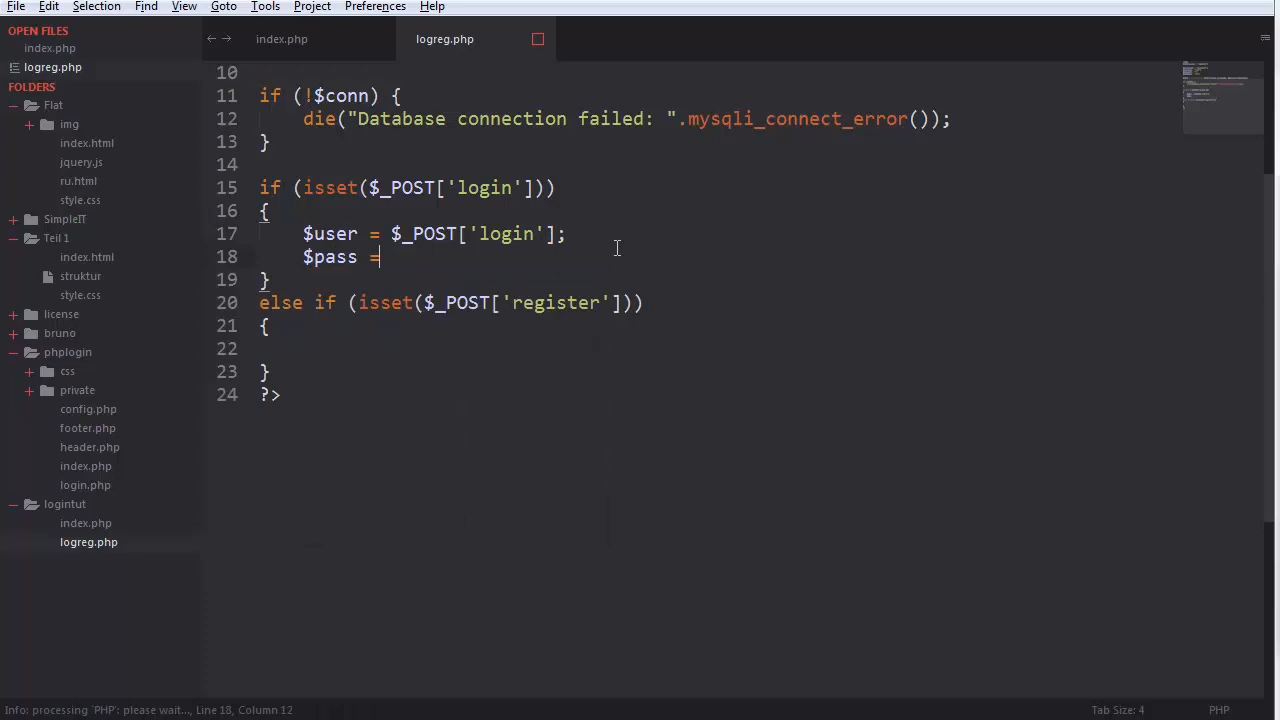 File Edit Selection Find View Goto Tools Project Preferences Help
OPEN FILES
index.php
logreg.php
FOLDERS
Flat
img
index.html
jquery.js
ru.html
style.css
SimpleIT
Teil 1
index.html
struktur
style.css
license
bruno
phplogin
css
private
config.php
footer.php
header.php
index.php
login.php
logintut
index.php
logreg.php
index.php logreg.php
10
11 if (!$conn) {
12 die("Database connection failed: ".mysqli_connect_error());
13 }
14
15 if (isset($_POST['login']))
16 {
17 $user = $_POST['login'];
18 $pass =
19 }
20 else if (isset($_POST['register']))
21 {
22
23 }
24 ?>
Info: processing `PHP`: please wait..., Line 18, Column 12 Tab Size: 4 PHP